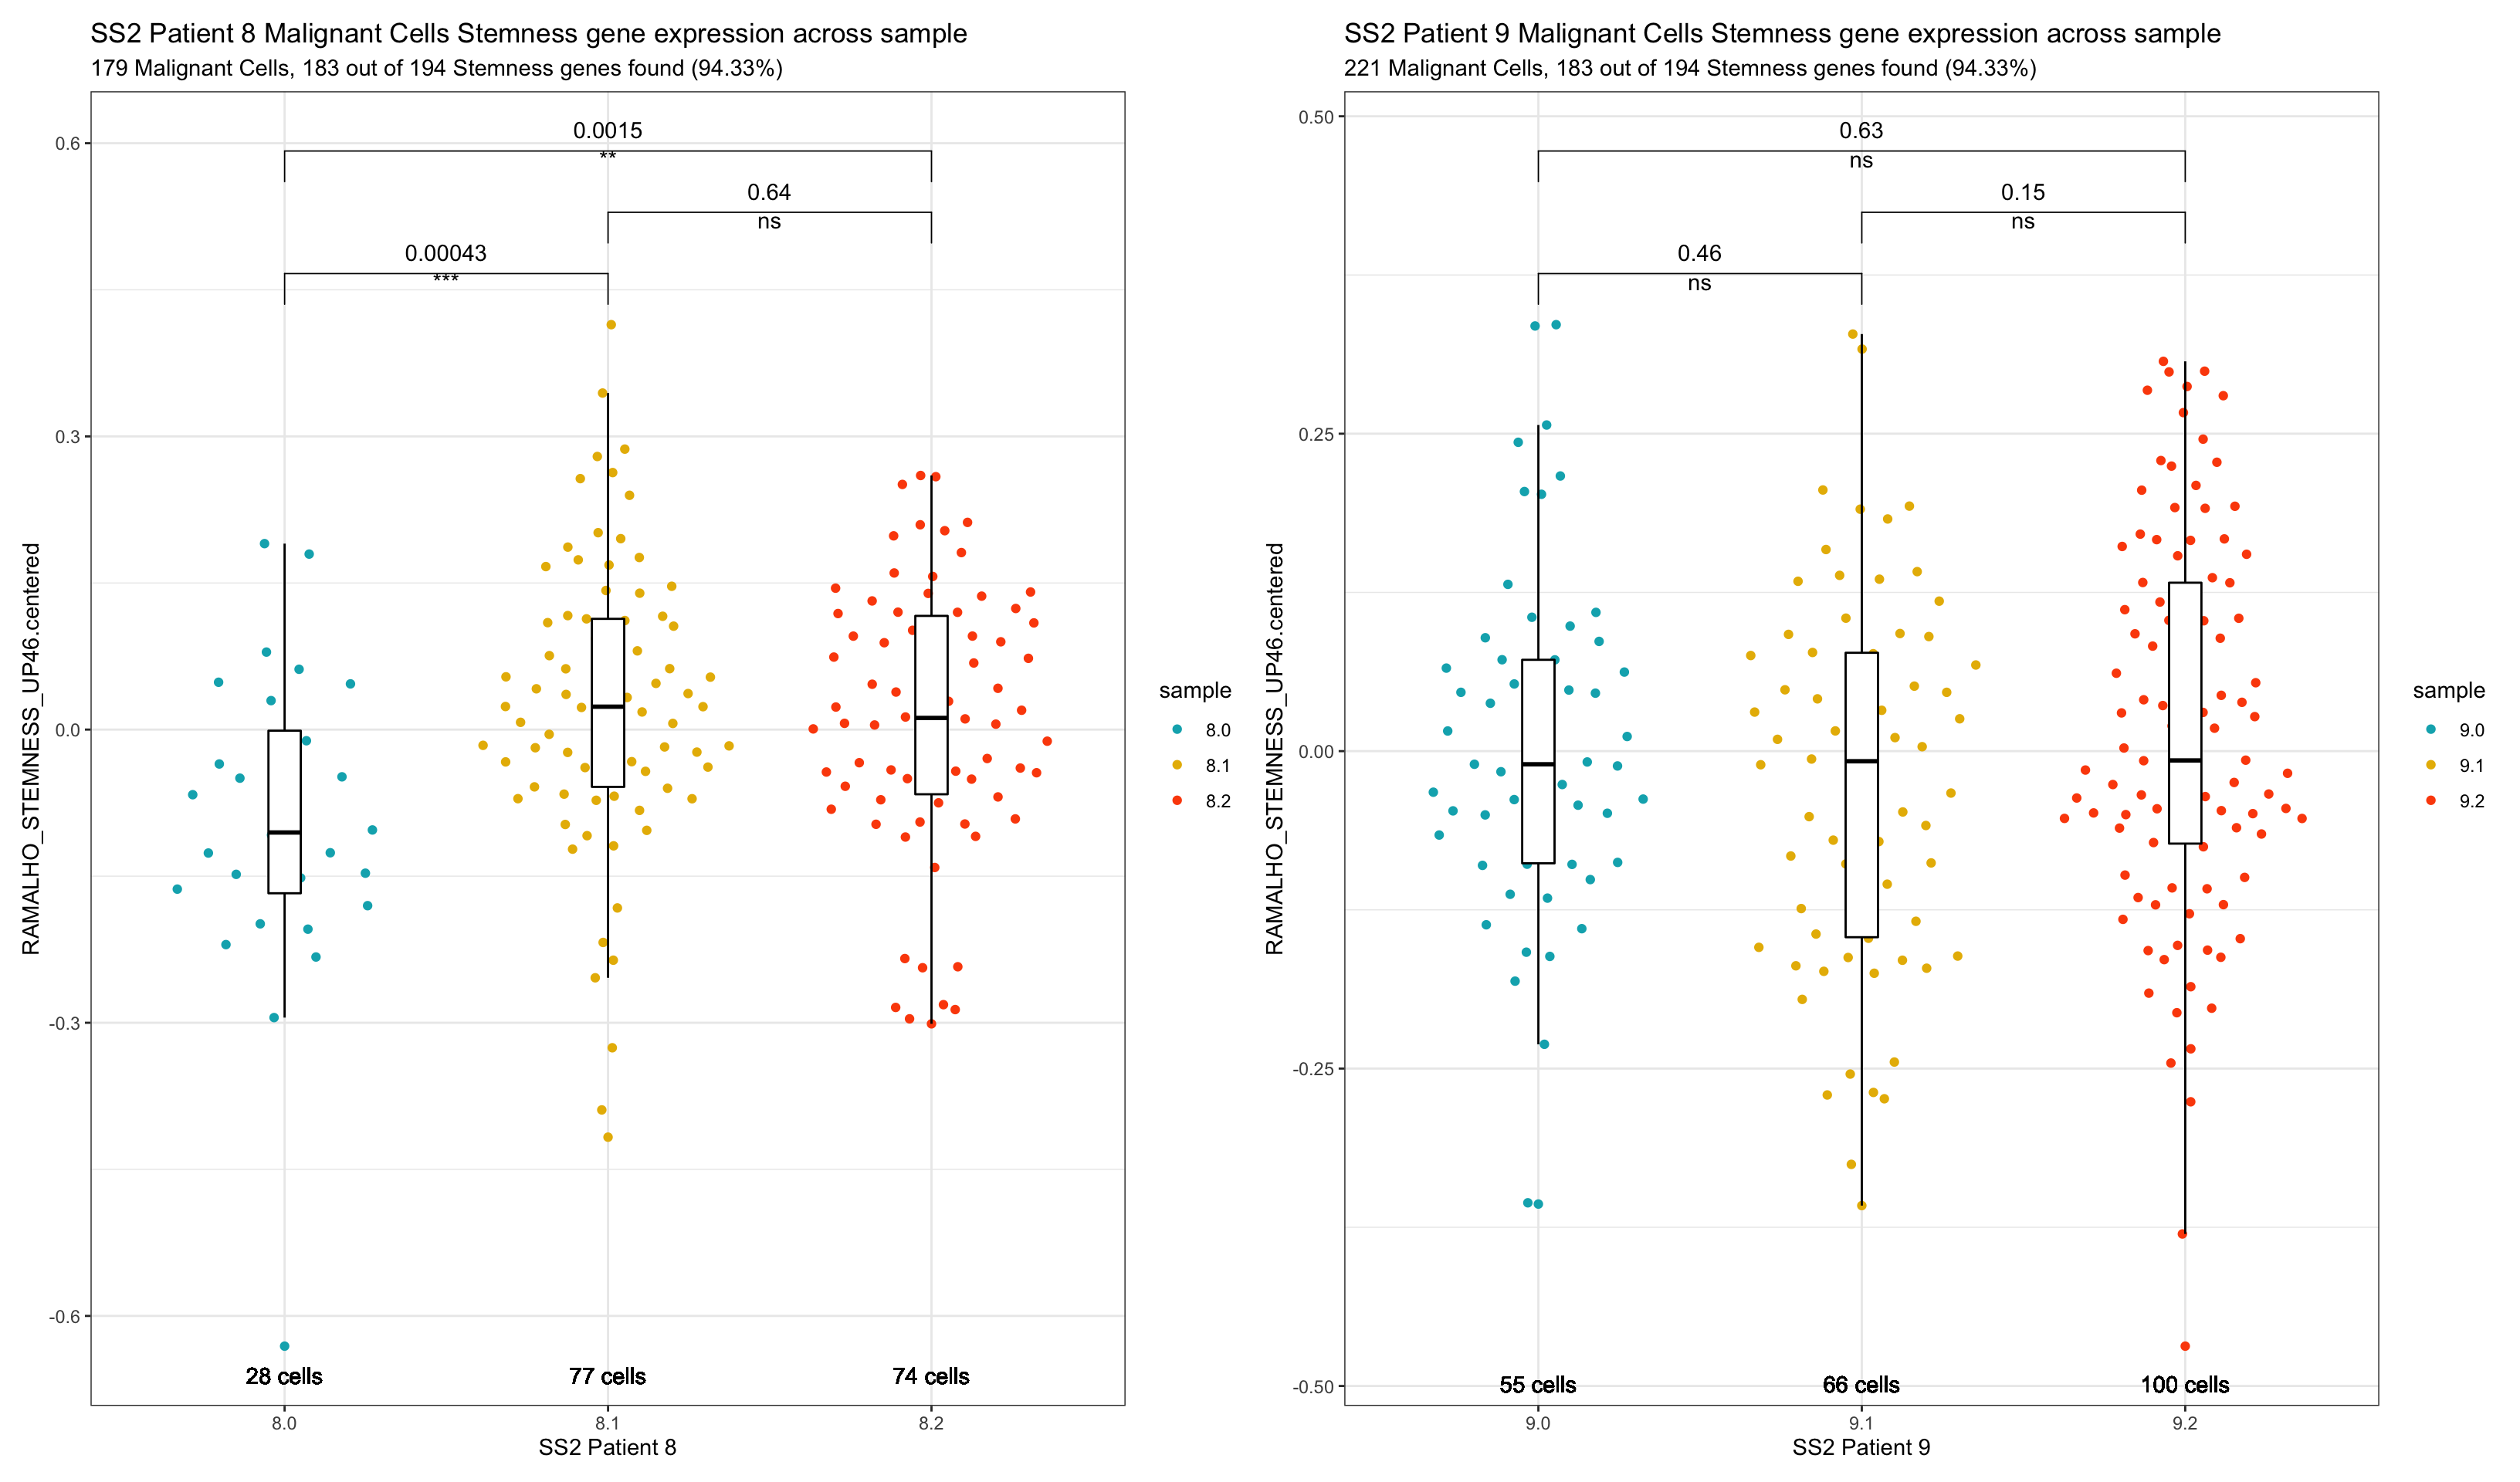 SS2 Patient 8 Malignant Cells Stemness gene expression across sample
179 Malignant Cells, 183 out of 194 Stemness genes found (94.33%)
RAMALHO_STEMNESS_UP46.centered
0.6
0.3
0.0
-0.3
-0.6
0.0015
**
0.64
ns
0.00043
***
28 cells
77 cells
74 cells
8.0
8.1
8.2
SS2 Patient 8
sample
8.0
8.1
8.2
SS2 Patient 9 Malignant Cells Stemness gene expression across sample
221 Malignant Cells, 183 out of 194 Stemness genes found (94.33%)
RAMALHO_STEMNESS_UP46.centered
0.50
0.25
0.00
-0.25
-0.50
0.63
ns
0.15
ns
0.46
ns
55 cells
66 cells
100 cells
9.0
9.1
9.2
SS2 Patient 9
sample
9.0
9.1
9.2